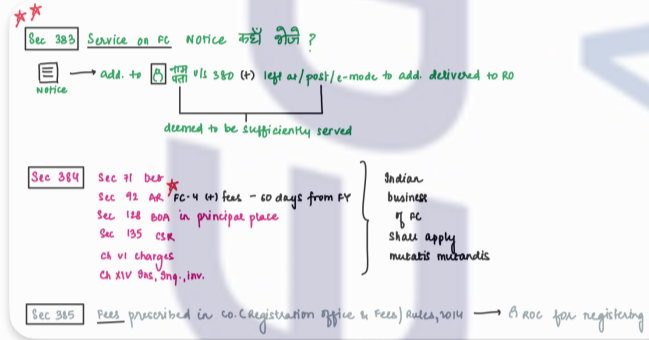 Sec 383 Service on FC Notice कहाँ भेजे ?
Notice → add. to नाम पता u/s 380 (+) left at/post/e-mode to add. delivered to RO
deemed to be sufficiently served
Sec 384 Sec 71 Deb
Sec 92 AR FC-4 (+) fees - 60 days from FY
Sec 128 BOA in principal place
Sec 135 CSR
Ch VI charges
Ch XIV Ins, Inq., inv.
Indian
business
of FC
shall apply
mutatis mutandis
Sec 385 Fees prescribed in Co. (Registration office & Fees) Rules, 2014 → ROC for registering